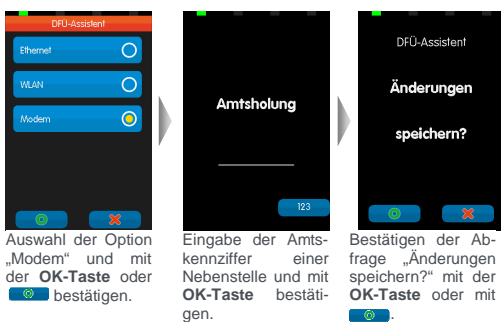 DFÜ-Assistent
Ethernet
WLAN
Modem
Auswahl der Option
„Modem“ und mit
der OK-Taste oder
bestätigen.
Amtsholung
123
Eingabe der Amts-
kennziffer einer
Nebenstelle und mit
OK-Taste bestäti-
gen.
DFÜ-Assistent
Änderungen
speichern?
Bestätigen der Ab-
frage „Änderungen
speichern?“ mit der
OK-Taste oder mit
.